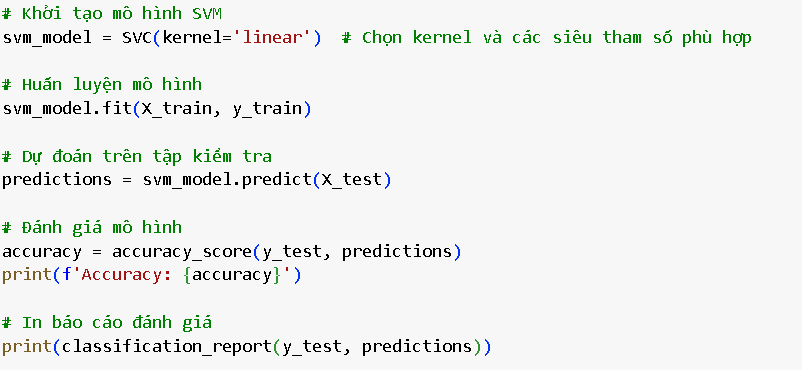 # Khởi tạo mô hình SVM
svm_model = SVC(kernel='linear')  # Chọn kernel và các siêu tham số phù hợp
# Huấn luyện mô hình
svm_model.fit(X_train, y_train)
# Dự đoán trên tập kiểm tra
predictions = svm_model.predict(X_test)
# Đánh giá mô hình
accuracy = accuracy_score(y_test, predictions)
print(f'Accuracy: {accuracy}')
# In báo cáo đánh giá
print(classification_report(y_test, predictions))